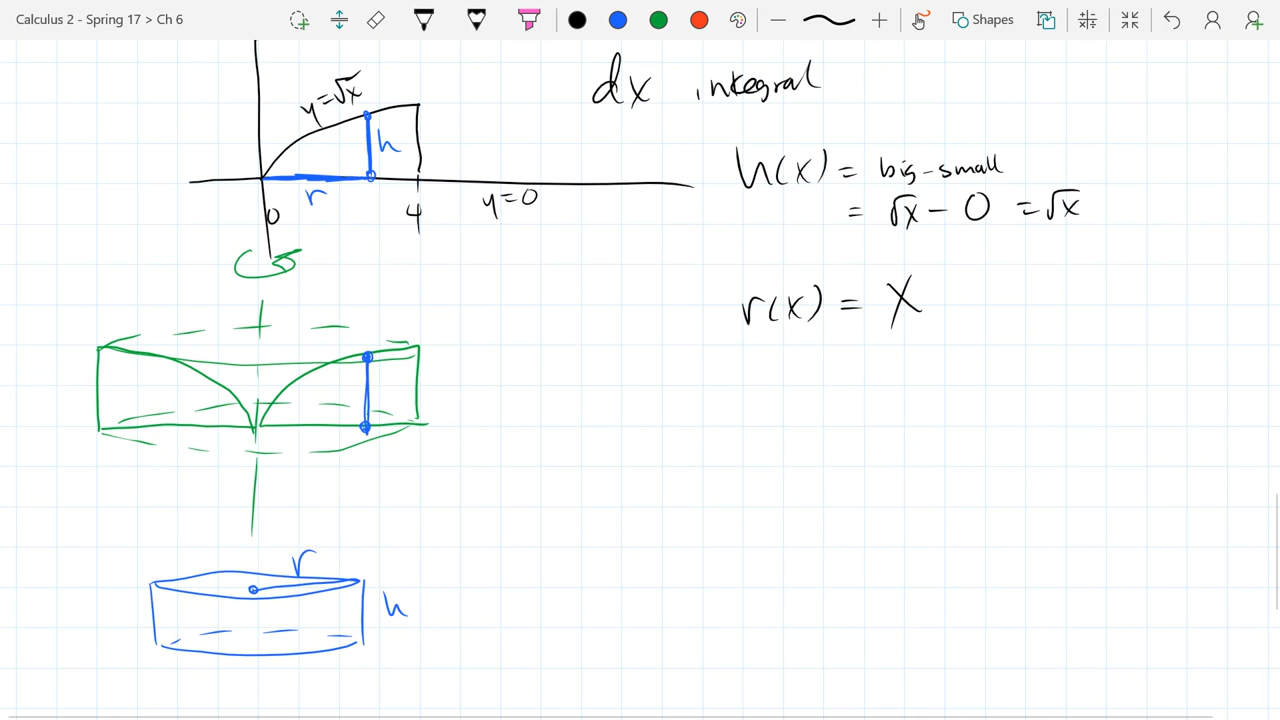 Calculus 2 - Spring 17 > Ch 6
Shapes
dx integral
y=√x
h
r
0
4
y=0
h(x) = big-small
= √x - 0 = √x
r(x) = x
r
h